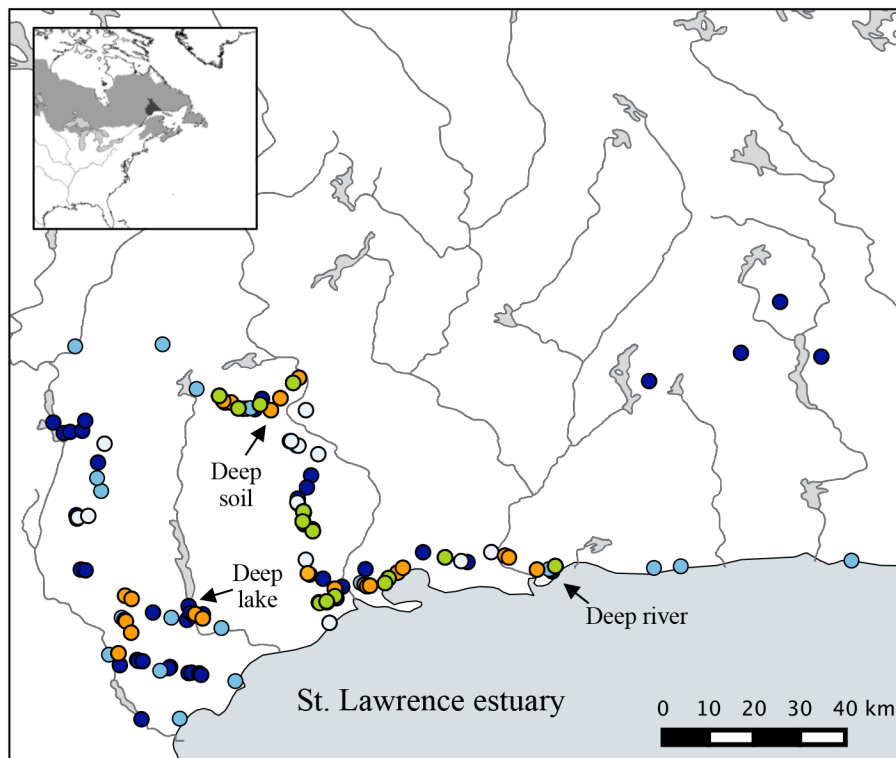 Deep
soil
Deep
lake
Deep river
St. Lawrence estuary
0 10 20 30 40 km